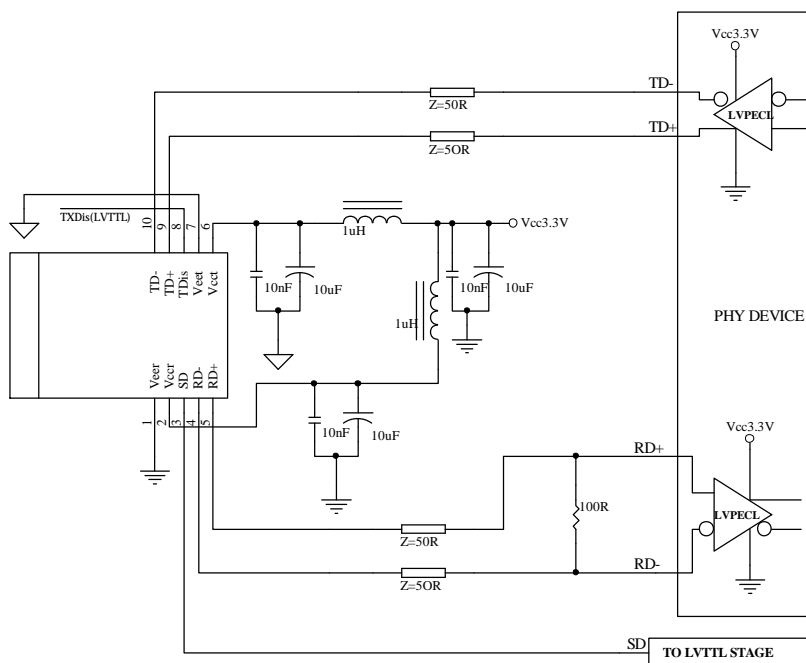 Vcc3.3V
TD-
LVPECL
Z=50R
TD+
Z=5OR
TXDis(LVTTL)
10
9
8
7
6
Vcc3.3V
1uH
10nF
10uF
10nF
10uF
TD-
TD+
TDis
Veet
Vcct
1uH
PHY DEVICE
Veer
Vccr
SD
RD-
RD+
1
2
3
4
5
10nF
10uF
Vcc3.3V
RD+
100R
LVPECL
Z=50R
RD-
Z=5OR
SD
TO LVTTL STAGE